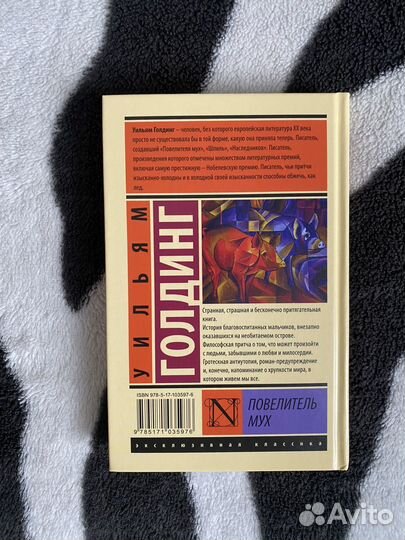 Уильям Голдинг – человек, без которого европейская литература XX века
просто не существовала бы в той форме, какую она приняла теперь. Писатель,
создавший «Повелителя мух», «Шпиль», «Наследников». Писатель,
произведения которого отмечены множеством литературных премий,
включая самую престижную – Нобелевскую премию. Писатель, чьи притчи
изысканно-холодны и в холодной своей изысканности способны обжечь, как
лед.
УИЛЬЯМ
ГОЛДИНГ
Странная, страшная и бесконечно притягательная
книга.
История благовоспитанных мальчиков, внезапно
оказавшихся на необитаемом острове.
Философская притча о том, что может произойти
с людьми, забывшими о любви и милосердии.
Гротескная антиутопия, роман-предупреждение
и, конечно, напоминание о хрупкости мира, в
котором живем мы все.
ISBN 978-5-17-103597-6
9 785171 035976
N
ПОВЕЛИТЕЛЬ
МУХ
эксклюзивная классика
Avito